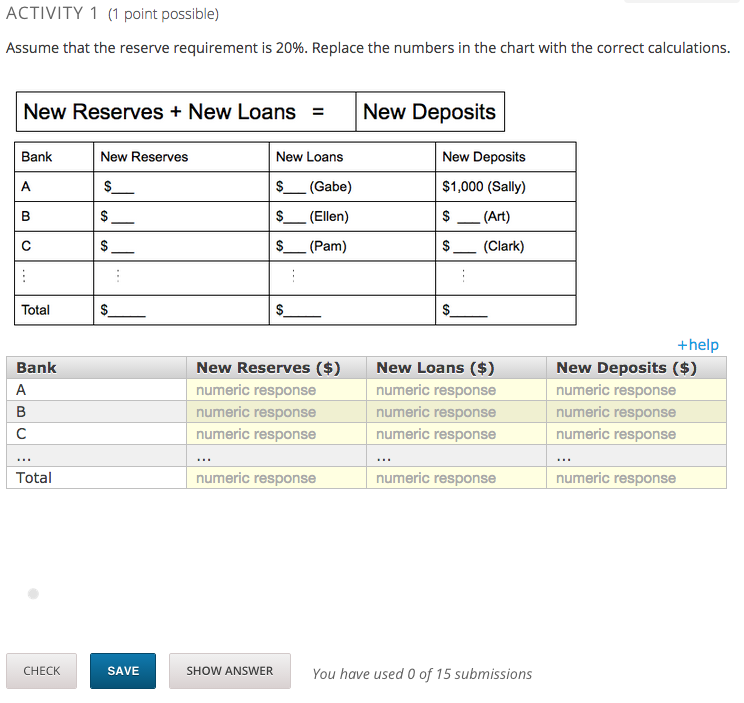 ACTIVITY 1 (1 point possible)
Assume that the reserve requirement is 20%. Replace the numbers in the chart with the correct calculations.
New Reserves + New Loans = New Deposits
Bank New Reserves New Loans New Deposits
A $___ $___ (Gabe) $1,000 (Sally)
B $ ___ $___ (Ellen) $ ___ (Art)
C $ ___ $___ (Pam) $ ___ (Clark)
⋮ ⋮ ⋮ ⋮
Total $_____ $_____ $_____
+help
Bank New Reserves ($) New Loans ($) New Deposits ($)
A numeric response numeric response numeric response
B numeric response numeric response numeric response
C numeric response numeric response numeric response
... ... ... ...
Total numeric response numeric response numeric response
CHECK SAVE SHOW ANSWER You have used 0 of 15 submissions